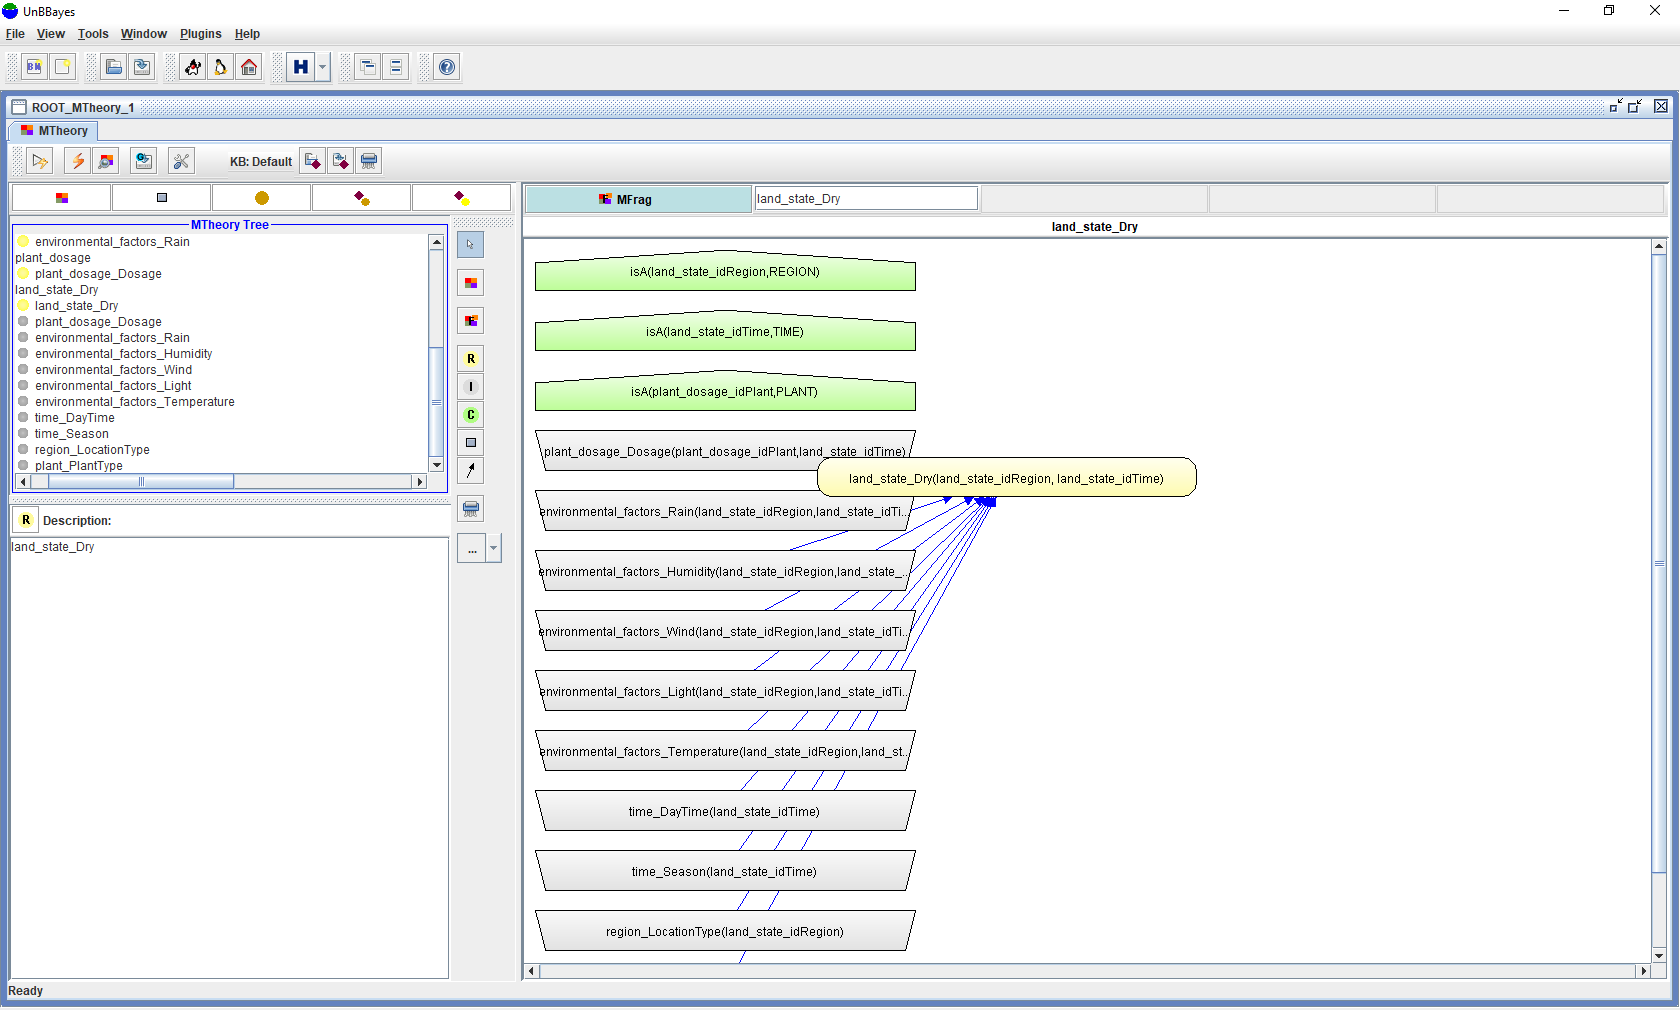 UnBBayes
File View Tools Window Plugins Help
BN
H
ROOT_MTheory_1
MTheory
KB: Default
MFrag
land_state_Dry
land_state_Dry
MTheory Tree
environmental_factors_Rain
plant_dosage
plant_dosage_Dosage
land_state_Dry
land_state_Dry
plant_dosage_Dosage
environmental_factors_Rain
environmental_factors_Humidity
environmental_factors_Wind
environmental_factors_Light
environmental_factors_Temperature
time_DayTime
time_Season
region_LocationType
plant_PlantType
R
I
C
...
R Description:
land_state_Dry
isA(land_state_idRegion,REGION)
isA(land_state_idTime,TIME)
isA(plant_dosage_idPlant,PLANT)
plant_dosage_Dosage(plant_dosage_idPlant,land_state_idTime)
land_state_Dry(land_state_idRegion, land_state_idTime)
environmental_factors_Rain(land_state_idRegion,land_state_idTi...
environmental_factors_Humidity(land_state_idRegion,land_state_...
environmental_factors_Wind(land_state_idRegion,land_state_idTi...
environmental_factors_Light(land_state_idRegion,land_state_idTi...
environmental_factors_Temperature(land_state_idRegion,land_st...
time_DayTime(land_state_idTime)
time_Season(land_state_idTime)
region_LocationType(land_state_idRegion)
Ready